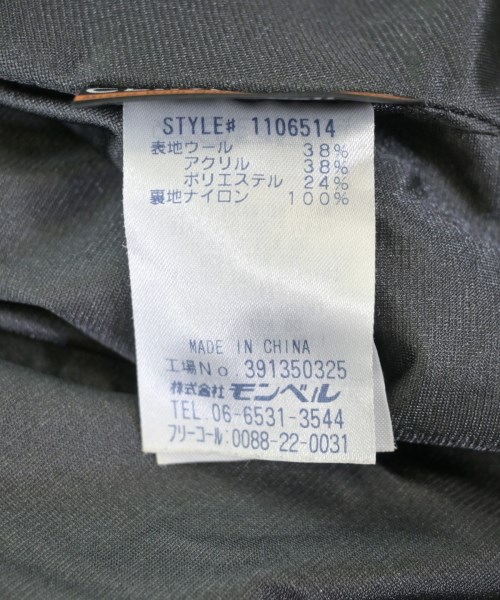 STYLE# 1106514
表地ウール 38%
アクリル 38%
ポリエステル 24%
裏地ナイロン 100%
MADE IN CHINA
工場No.391350325
株式会社モンベル
TEL.06-6531-3544
フリーコール:0088-22-0031